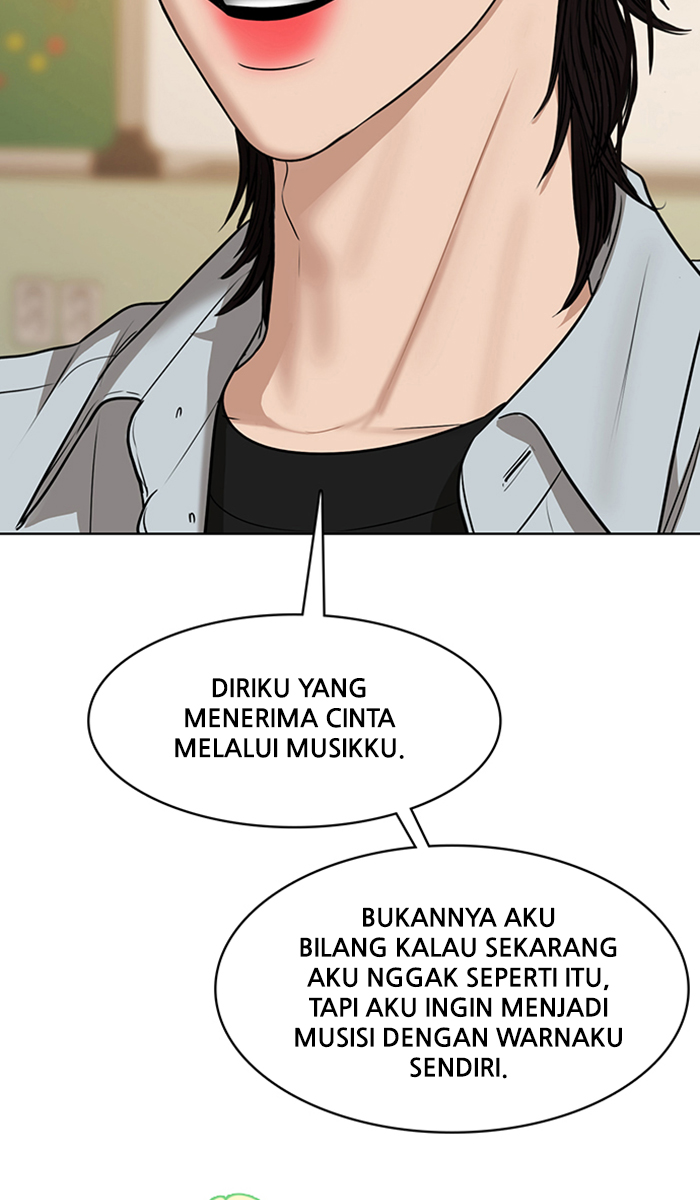 DIRIKU YANG
MENERIMA CINTA
MELALUI MUSIKKU.
BUKANNYA AKU
BILANG KALAU SEKARANG
AKU NGGAK SEPERTI ITU,
TAPI AKU INGIN MENJADI
MUSISI DENGAN WARNAKU
SENDIRI.